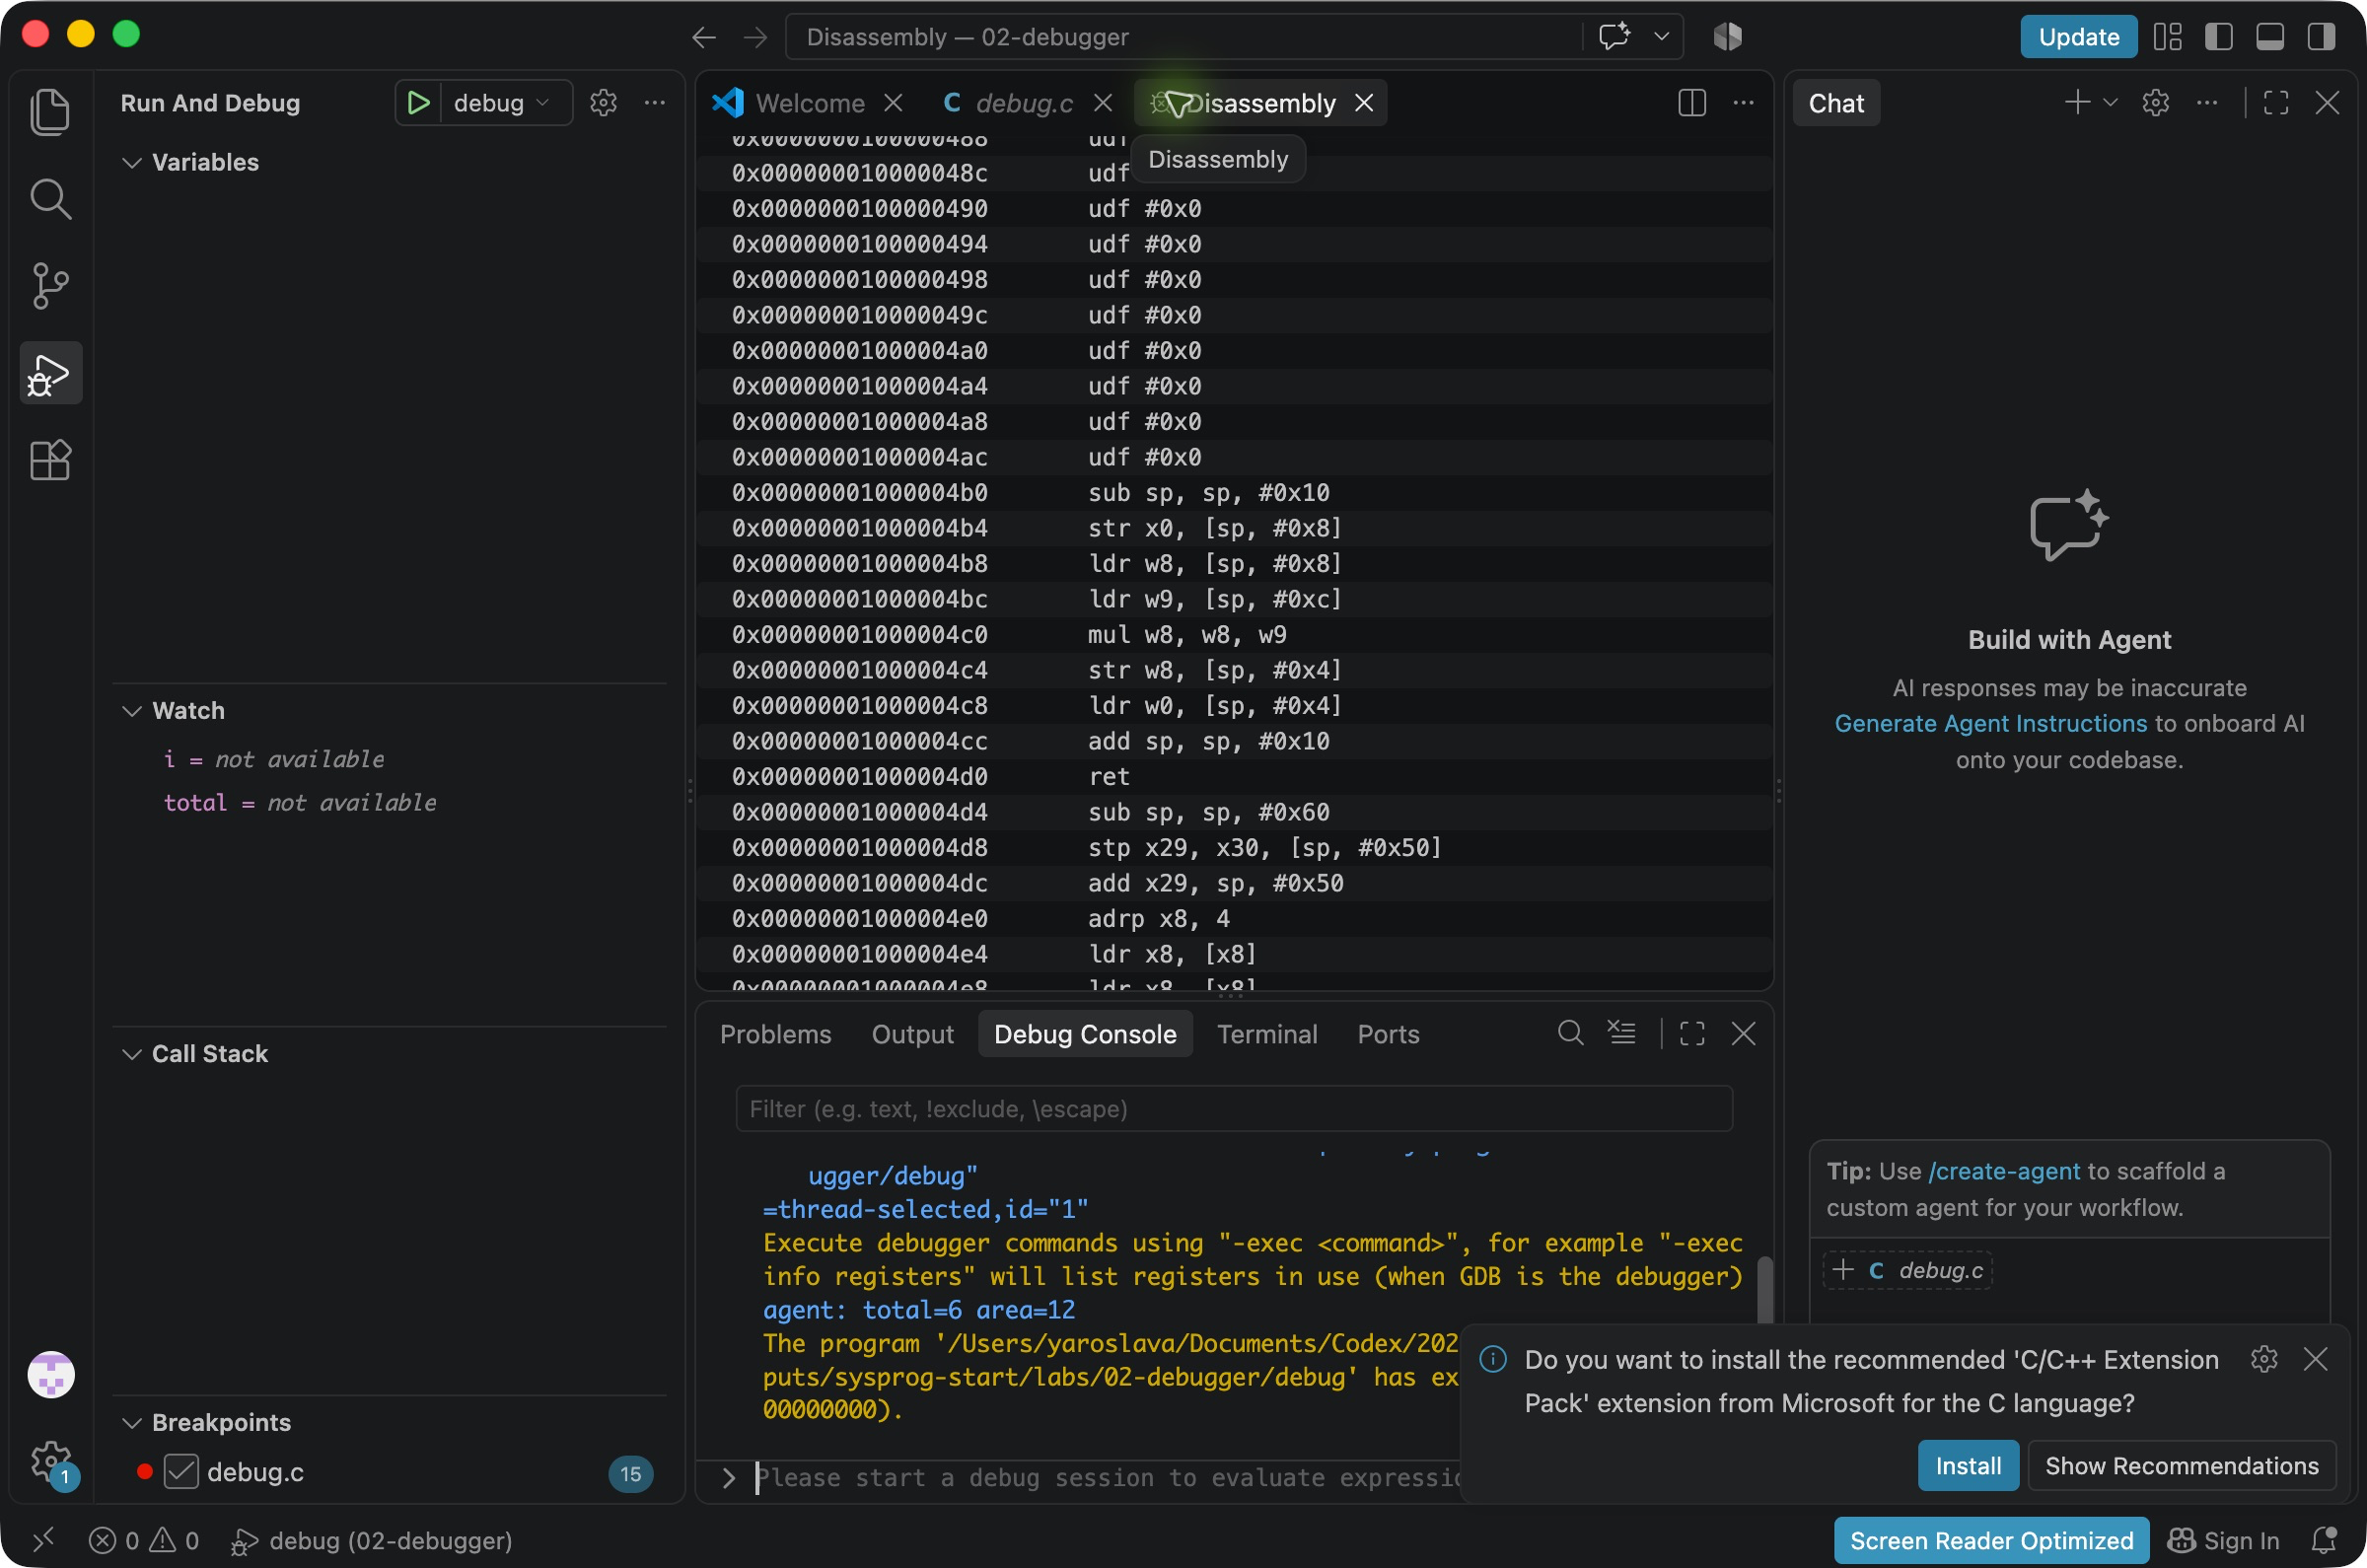 Disassembly — 02-debugger
Update
Run And Debug
debug
Variables
Watch
i = not available
total = not available
Call Stack
Breakpoints
debug.c
15
1
Welcome
C debug.c
Disassembly
Disassembly
0x0000000100000488 udf
0x000000010000048c udf
0x0000000100000490 udf #0x0
0x0000000100000494 udf #0x0
0x0000000100000498 udf #0x0
0x000000010000049c udf #0x0
0x00000001000004a0 udf #0x0
0x00000001000004a4 udf #0x0
0x00000001000004a8 udf #0x0
0x00000001000004ac udf #0x0
0x00000001000004b0 sub sp, sp, #0x10
0x00000001000004b4 str x0, [sp, #0x8]
0x00000001000004b8 ldr w8, [sp, #0x8]
0x00000001000004bc ldr w9, [sp, #0xc]
0x00000001000004c0 mul w8, w8, w9
0x00000001000004c4 str w8, [sp, #0x4]
0x00000001000004c8 ldr w0, [sp, #0x4]
0x00000001000004cc add sp, sp, #0x10
0x00000001000004d0 ret
0x00000001000004d4 sub sp, sp, #0x60
0x00000001000004d8 stp x29, x30, [sp, #0x50]
0x00000001000004dc add x29, sp, #0x50
0x00000001000004e0 adrp x8, 4
0x00000001000004e4 ldr x8, [x8]
0x00000001000004e8 ldr x8, [x8]
Problems Output Debug Console Terminal Ports
Filter (e.g. text, !exclude, \escape)
ugger/debug"
=thread-selected,id="1"
Execute debugger commands using "-exec <command>", for example "-exec
info registers" will list registers in use (when GDB is the debugger)
agent: total=6 area=12
The program '/Users/yaroslava/Documents/Codex/202
puts/sysprog-start/labs/02-debugger/debug' has ex
00000000).
Please start a debug session to evaluate expressio
Chat
Build with Agent
AI responses may be inaccurate
Generate Agent Instructions to onboard AI
onto your codebase.
Tip: Use /create-agent to scaffold a
custom agent for your workflow.
C debug.c
Do you want to install the recommended 'C/C++ Extension
Pack' extension from Microsoft for the C language?
Install
Show Recommendations
0 0
debug (02-debugger)
Screen Reader Optimized
Sign In